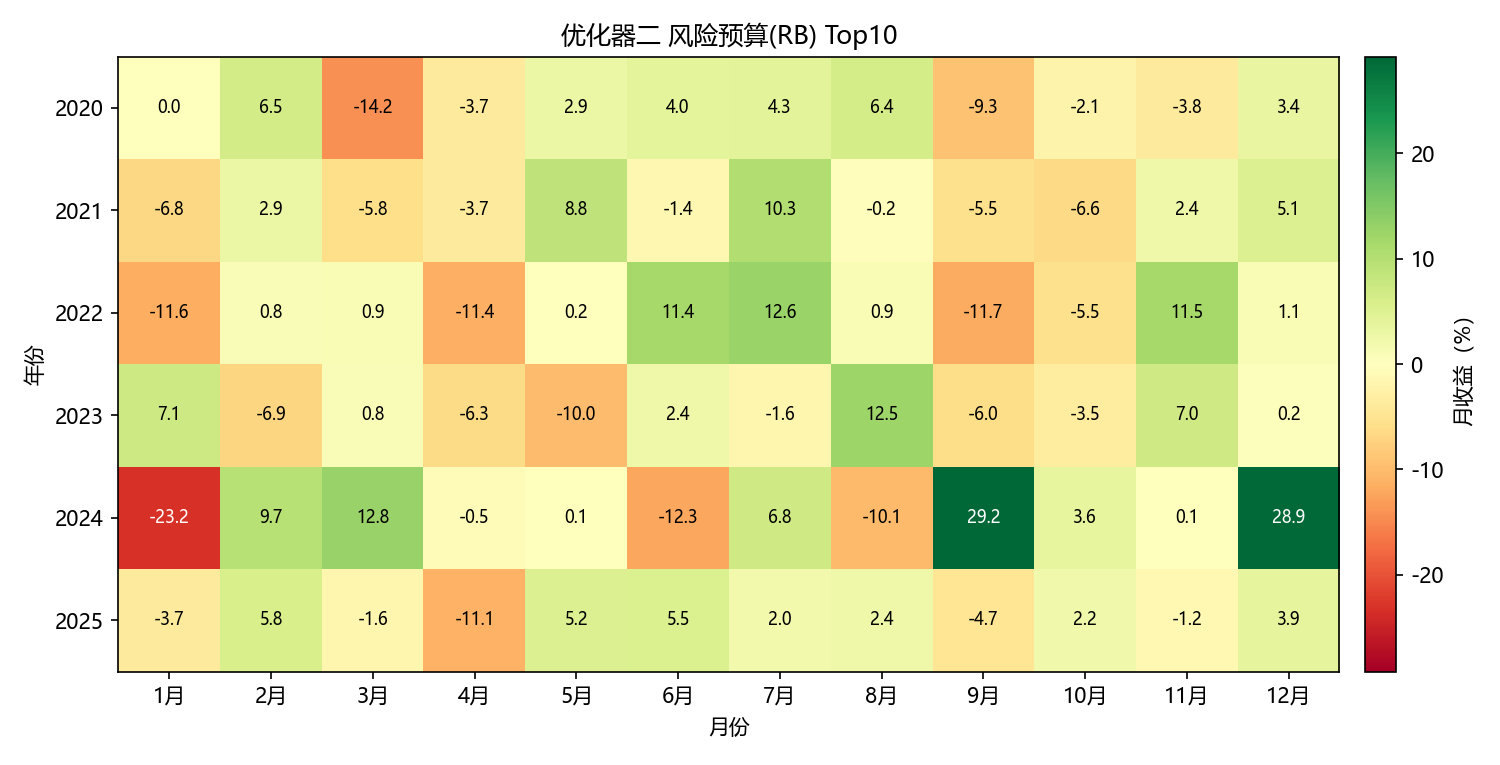 优化器二 风险预算(RB) Top10
2020 0.0 6.5 -14.2 -3.7 2.9 4.0 4.3 6.4 -9.3 -2.1 -3.8 3.4
2021 -6.8 2.9 -5.8 -3.7 8.8 -1.4 10.3 -0.2 -5.5 -6.6 2.4 5.1
2022 -11.6 0.8 0.9 -11.4 0.2 11.4 12.6 0.9 -11.7 -5.5 11.5 1.1
2023 7.1 -6.9 0.8 -6.3 -10.0 2.4 -1.6 12.5 -6.0 -3.5 7.0 0.2
2024 -23.2 9.7 12.8 -0.5 0.1 -12.3 6.8 -10.1 29.2 3.6 0.1 28.9
2025 -3.7 5.8 -1.6 -11.1 5.2 5.5 2.0 2.4 -4.7 2.2 -1.2 3.9
1月 2月 3月 4月 5月 6月 7月 8月 9月 10月 11月 12月
月份
年份
20
10
0
-10
-20
月收益 (%)